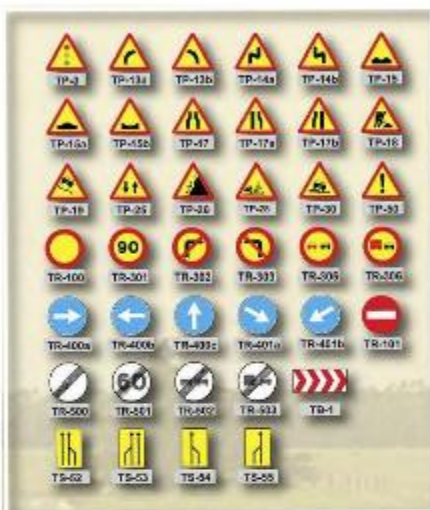 TP-3 TP-13a TP-13b TP-14a TP-14b TP-15
TP-15a TP-15b TP-17 TP-17a TP-17b TP-18
TP-19 TP-25 TP-26 TP-28 TP-30 TP-50
90
TR-100 TR-301 TR-302 TR-303 TR-305 TR-306
TR-400a TR-400b TR-400c TR-401a TR-401b TR-101
60
TR-500 TR-501 TR-502 TR-503 TB-1
TS-52 TS-53 TS-54 TS-55